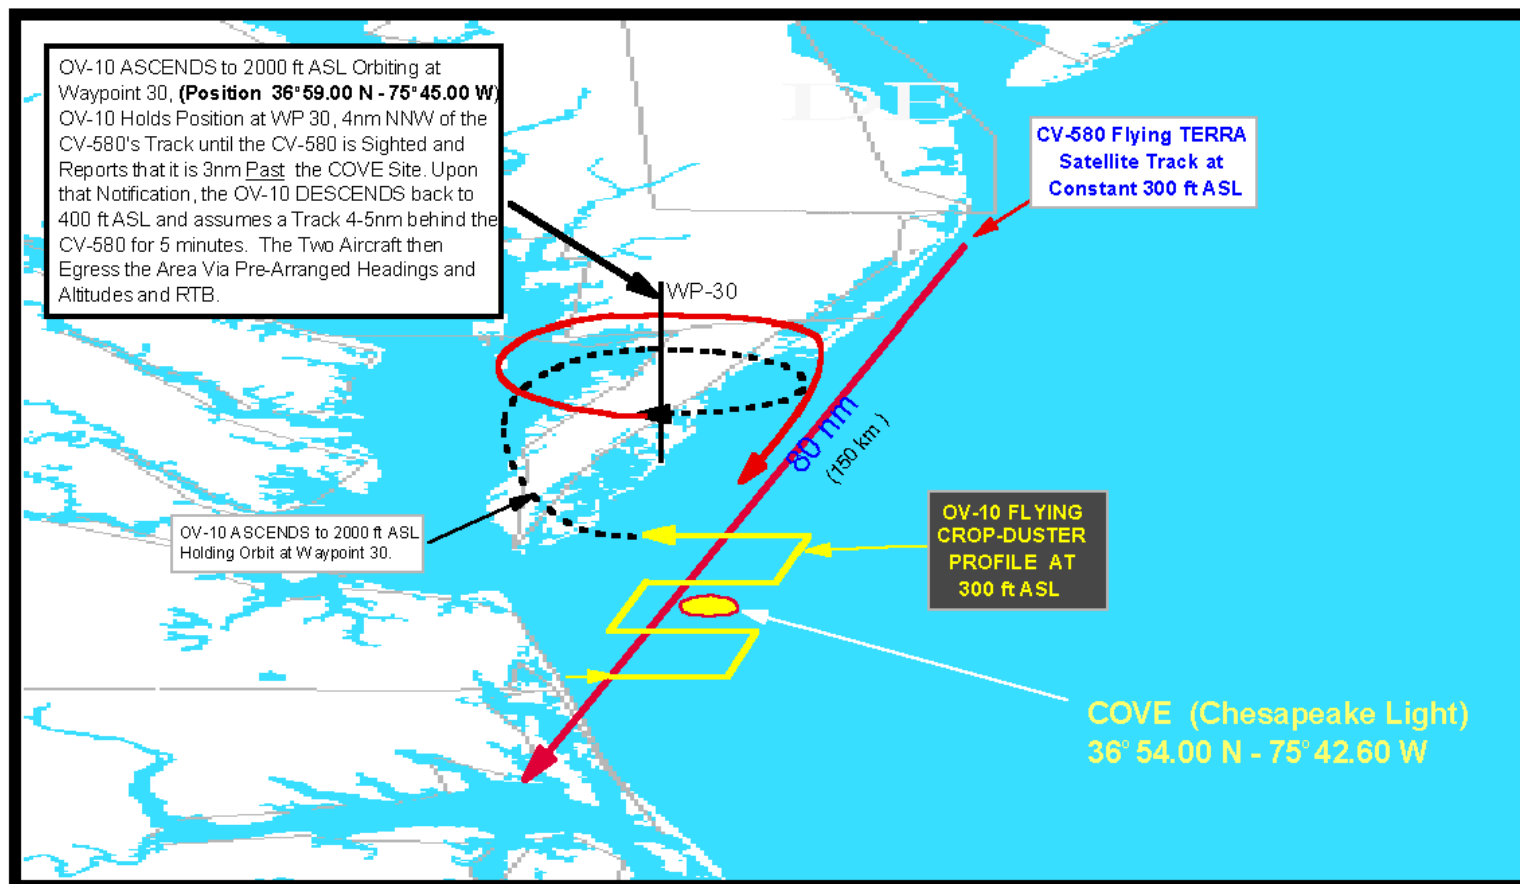 OV-10 ASCENDS to 2000 ft ASL Orbiting at
Waypoint 30, (Position 36°59.00 N - 75°45.00 W)
OV-10 Holds Position at WP 30, 4nm NNW of the
CV-580's Track until the CV-580 is Sighted and
Reports that it is 3nm Past the COVE Site. Upon
that Notification, the OV-10 DESCENDS back to
400 ft ASL and assumes a Track 4-5nm behind the
CV-580 for 5 minutes. The Two Aircraft then
Egress the Area Via Pre-Arranged Headings and
Altitudes and RTB.
DE
CV-580 Flying TERRA
Satellite Track at
Constant 300 ft ASL
WP-30
80 nm
(150 km )
OV-10 ASCENDS to 2000 ft ASL
Holding Orbit at Waypoint 30.
OV-10 FLYING
CROP-DUSTER
PROFILE AT
300 ft ASL
COVE (Chesapeake Light)
36° 54.00 N - 75° 42.60 W